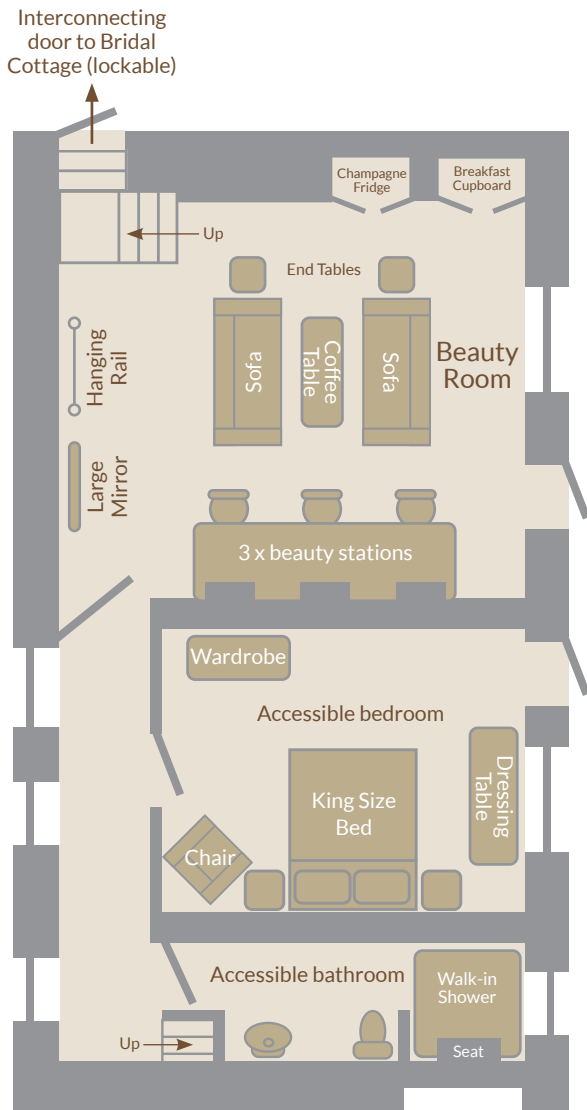 Interconnecting
door to Bridal
Cottage (lockable)
Champagne
Fridge
Breakfast
Cupboard
Up
End Tables
Hanging
Rail
Sofa
Coffee
Table
Sofa
Beauty
Room
Large
Mirror
3 x beauty stations
Wardrobe
Accessible bedroom
King Size
Bed
Dressing
Table
Chair
Accessible bathroom
Walk-in
Shower
Up
Seat